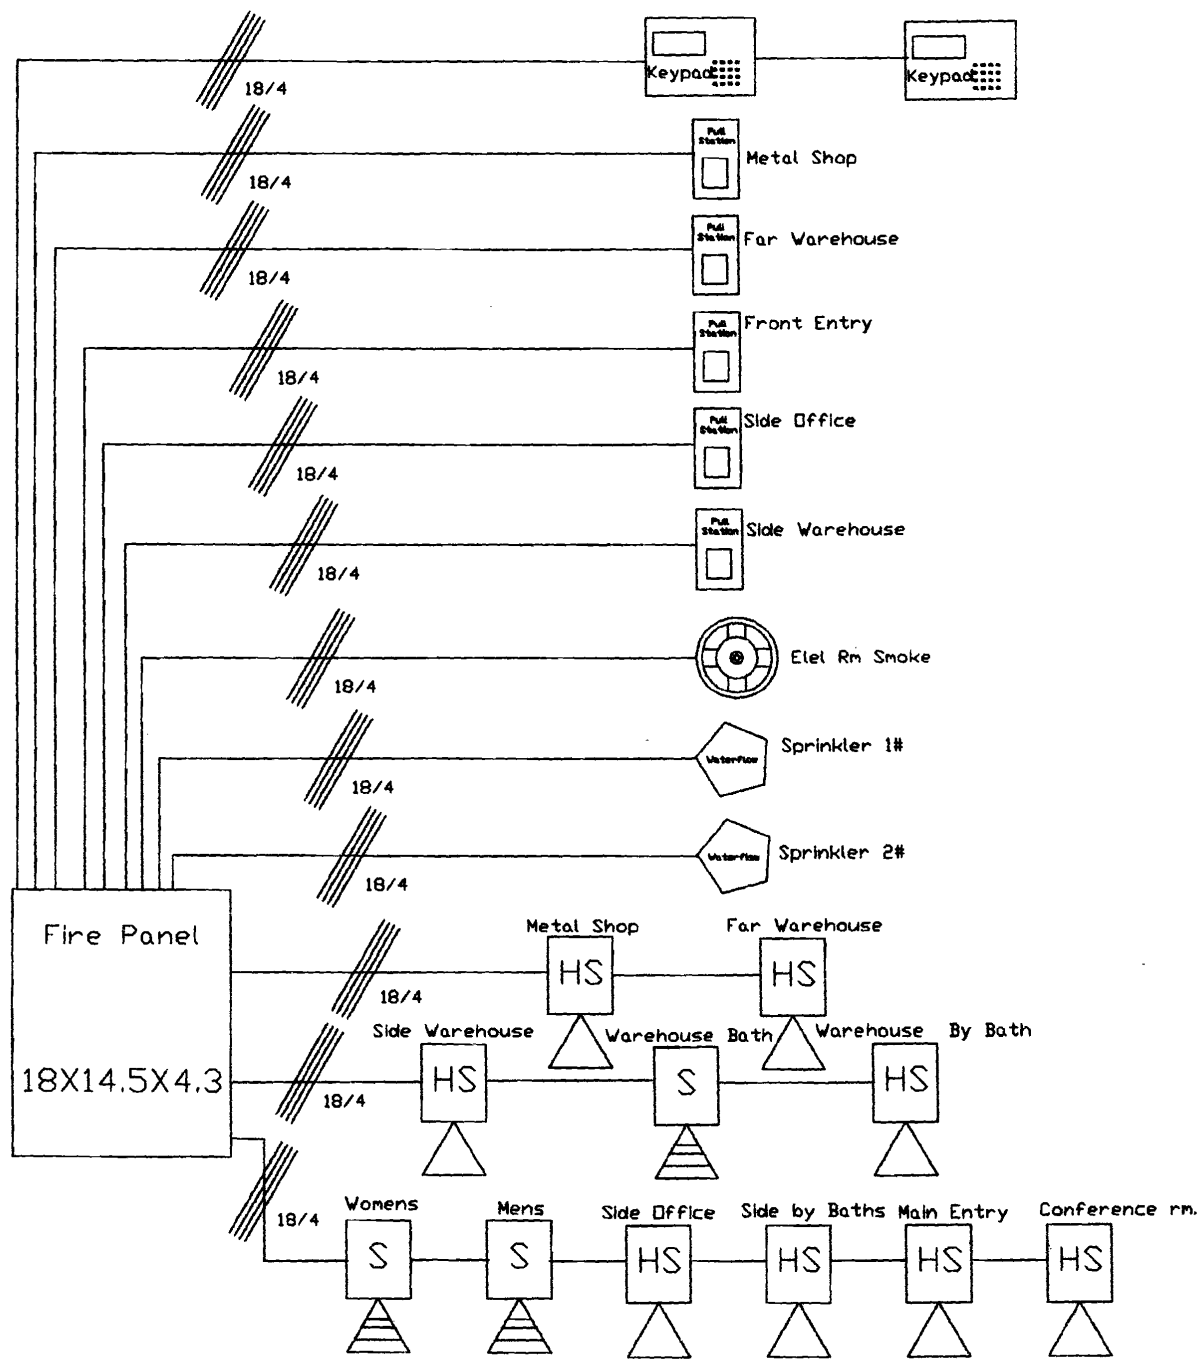 Keypad
Keypad
18/4
Pull
Station
Metal Shop
18/4
Pull
Station
Far Warehouse
18/4
Pull
Station
Front Entry
18/4
Pull
Station
Side Office
18/4
Pull
Station
Side Warehouse
18/4
Elel Rm Smoke
18/4
Waterflow
Sprinkler 1#
18/4
Waterflow
Sprinkler 2#
18/4
Fire Panel
18X14.5X4.3
Metal Shop
Far Warehouse
HS
HS
18/4
Side Warehouse
Warehouse Bath
Warehouse By Bath
HS
S
HS
18/4
Womens
Mens
Side Office
Side by Baths
Main Entry
Conference rm.
18/4
S
S
HS
HS
HS
HS